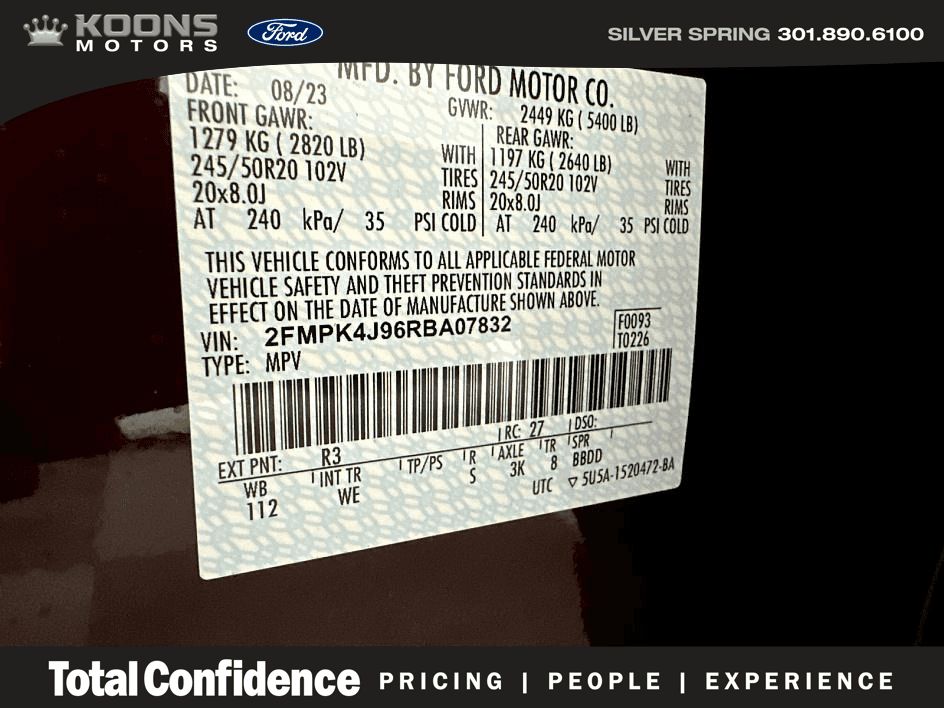 KOONS
MOTORS
Ford
SILVER SPRING 301.890.6100
MFD. BY FORD MOTOR CO.
DATE: 08/23
GVWR: 2449 KG ( 5400 LB)
FRONT GAWR:
1279 KG ( 2820 LB)
245/50R20 102V
20x8.0J
WITH
TIRES
RIMS
AT 240 kPa/ 35 PSI COLD
REAR GAWR:
1197 KG ( 2640 LB)
245/50R20 102V
20x8.0J
WITH
TIRES
RIMS
AT 240 kPa/ 35 PSI COLD
THIS VEHICLE CONFORMS TO ALL APPLICABLE FEDERAL MOTOR
VEHICLE SAFETY AND THEFT PREVENTION STANDARDS IN
EFFECT ON THE DATE OF MANUFACTURE SHOWN ABOVE.
VIN: 2FMPK4J96RBA07832
TYPE: MPV
F0093
T0226
EXT PNT: R3
RC: 27 DSO:
WB INT TR TP/PS R AXLE TR SPR
112 WE S 3K 8 BBDD
UTC ▽ 5U5A-1520472-BA
Total Confidence PRICING | PEOPLE | EXPERIENCE